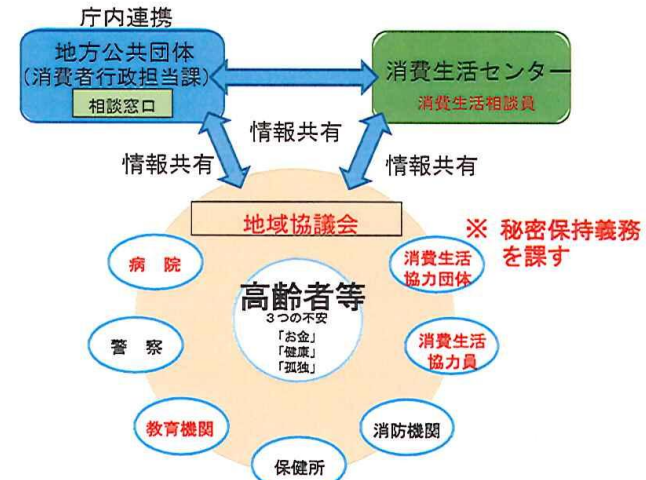 庁内連携
地方公共団体
(消費者行政担当課)
相談窓口
消費生活センター
消費生活相談員
情報共有
情報共有
情報共有
地域協議会
※ 秘密保持義務
を課す
病 院
消費生活
協力団体
高齢者等
3つの不安
「お金」
「健康」
「孤独」
警 察
消費生活
協力員
教育機関
消防機関
保健所